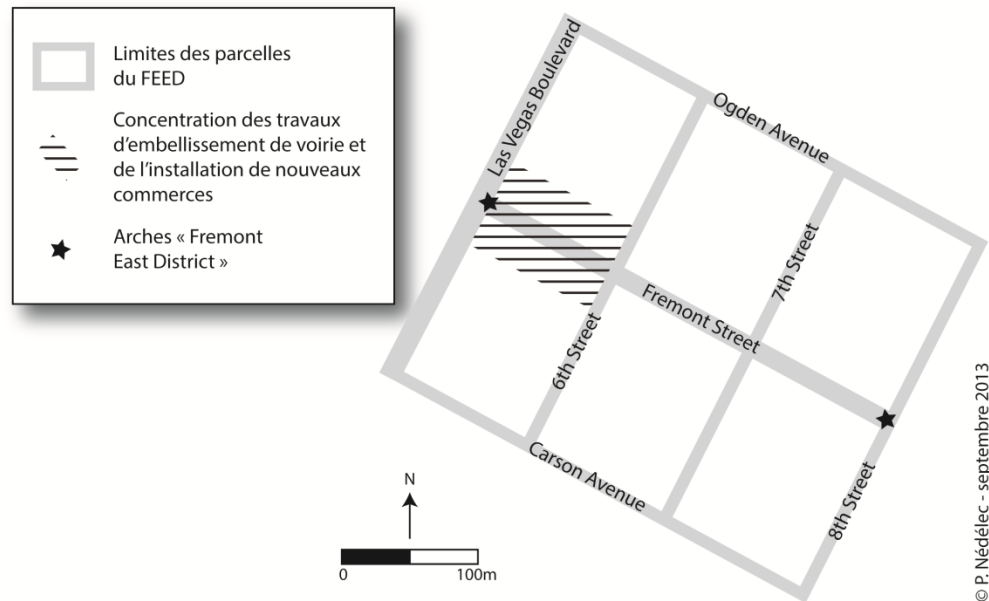 Limites des parcelles
du FEED
Concentration des travaux
d'embellissement de voirie et
de l'installation de nouveaux
commerces
Arches « Fremont
East District »
Las Vegas Boulevard
Ogden Avenue
7th Street
Fremont Street
6th Street
Carson Avenue
8th Street
N
0 100m
© P. Nédélec - septembre 2013